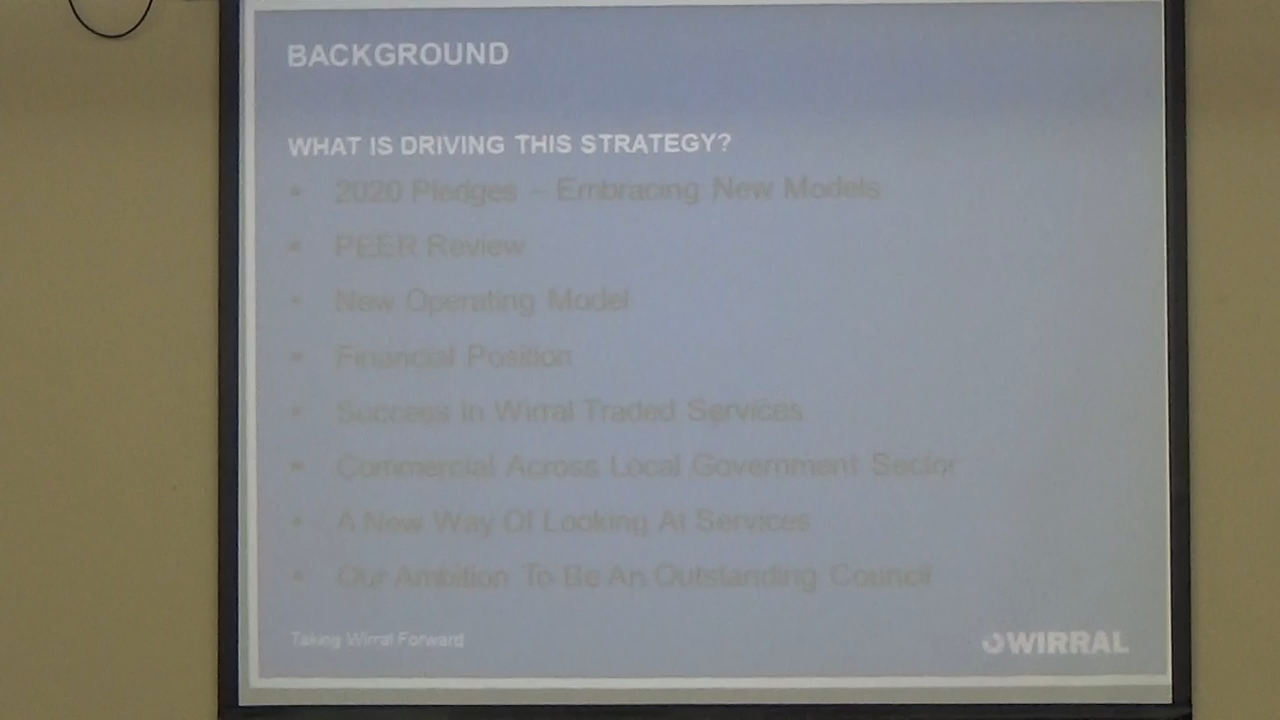 BACKGROUND
WHAT IS DRIVING THIS STRATEGY?
• 2020 Pledges – Embracing New Models
• PEER Review
• New Operating Model
• Financial Position
• Success in Wirral Traded Services
• Commercial Across Local Government Sector
• A New Way Of Looking At Services
• Our Ambition To Be An Outstanding Council
Taking Wirral Forward
WIRRAL